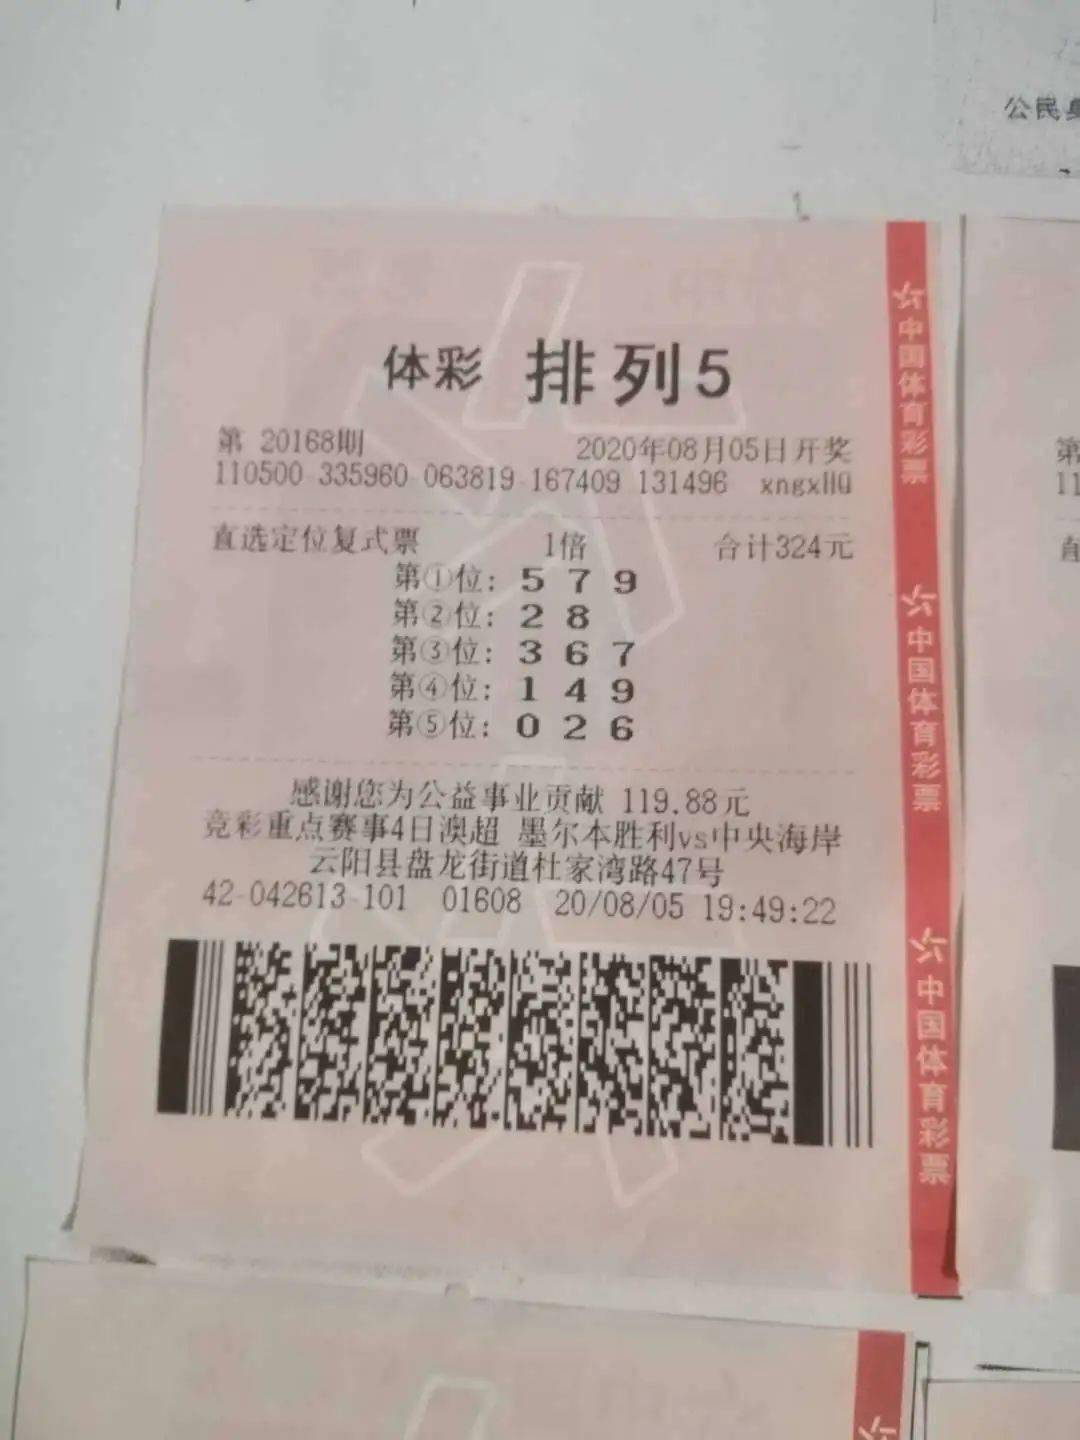 公民身
体彩 排列5
第 20168期 2020年08月05日开奖
110500 335960 063819 167409 131496 xngxllQ
直选定位复式票 1倍 合计324元
第①位: 5 7 9
第②位: 2 8
第③位: 3 6 7
第④位: 1 4 9
第⑤位: 0 2 6
感谢您为公益事业贡献 119.88元
竞彩重点赛事4日澳超 墨尔本胜利vs中央海岸
云阳县盘龙街道杜家湾路47号
42-042613-101 01608 20/08/05 19:49:22
中国体育彩票
中国体育彩票
中国体育彩票
第
11
直